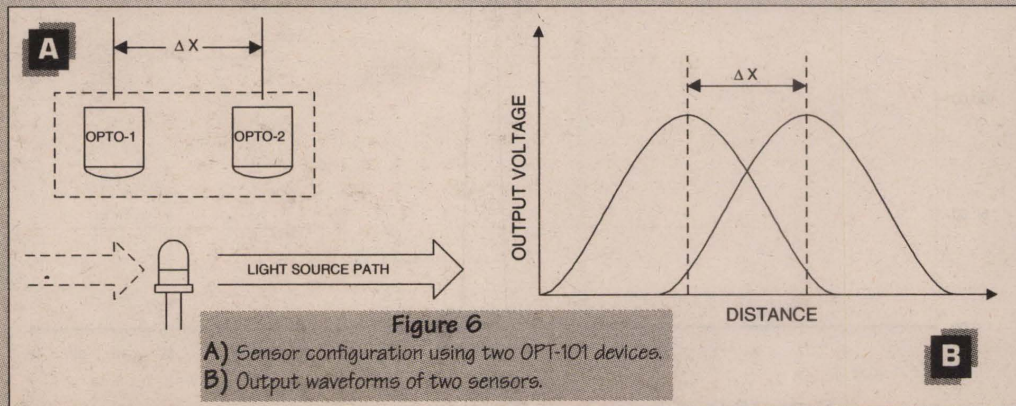 A
Δ X
OPTO-1
OPTO-2
LIGHT SOURCE PATH
OUTPUT VOLTAGE
Δ X
DISTANCE
B
Figure 6
A) Sensor configuration using two OPT-101 devices.
B) Output waveforms of two sensors.